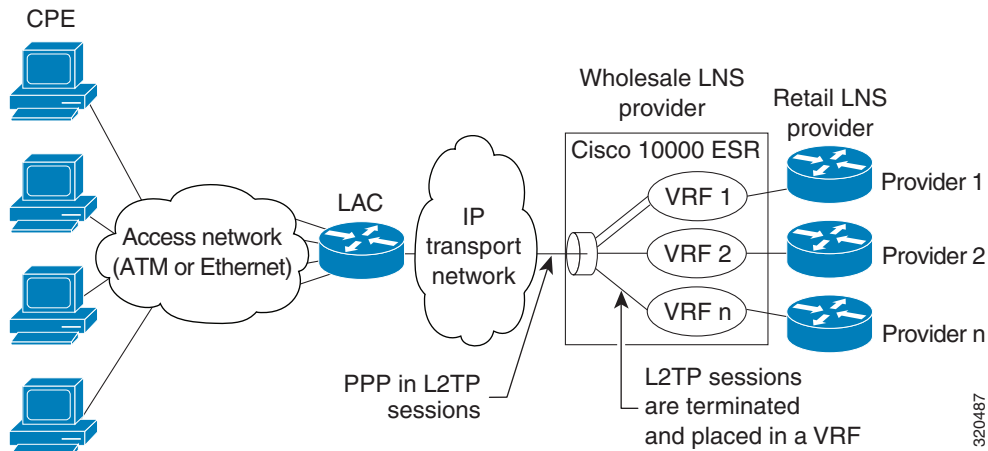 CPE
Wholesale LNS
provider
Retail LNS
provider
Cisco 10000 ESR
LAC
Access network
(ATM or Ethernet)
IP
transport
network
VRF 1
VRF 2
VRF n
Provider 1
Provider 2
Provider n
PPP in L2TP
sessions
L2TP sessions
are terminated
and placed in a VRF
320487